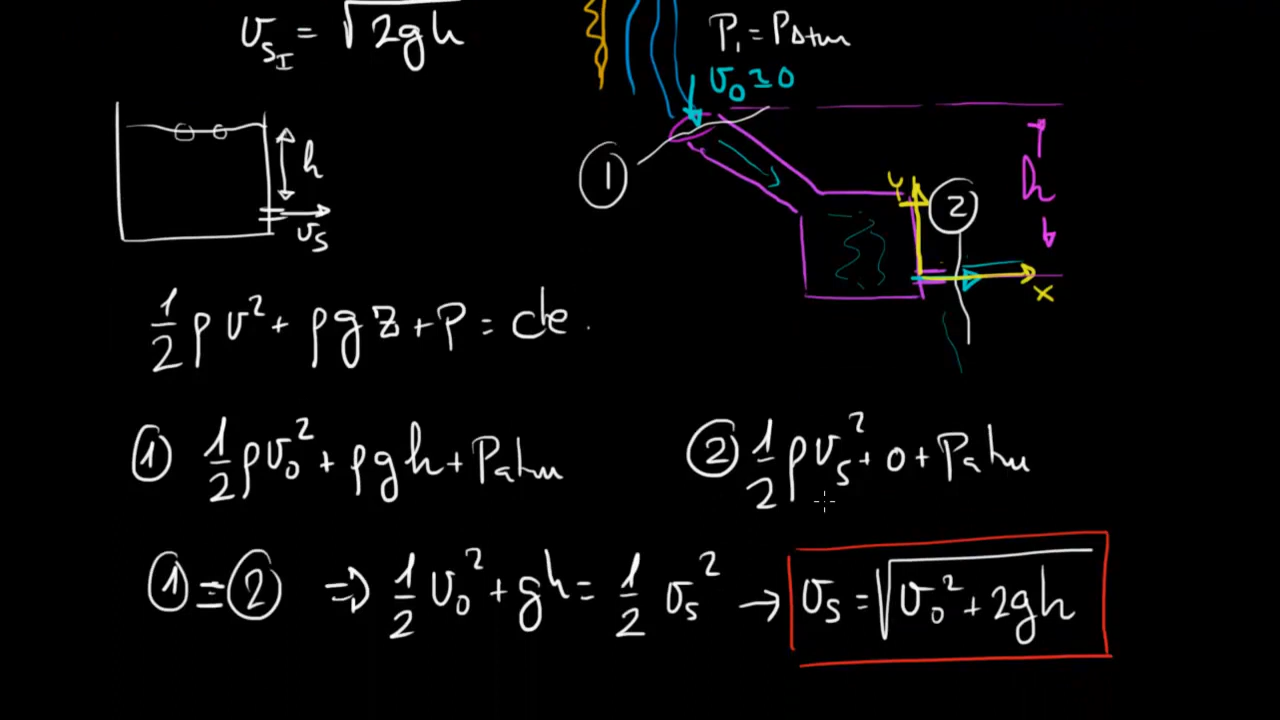 v_{s_I} = √2gh
P₁ = Patm
v₀ ≃ 0
1
h
v_s
Y
2
h
X
½ρv² + ρgz + P = cte.
① ½ρv₀² + ρgh + Patm
② ½ρv_s² + 0 + Patm
① = ② ⇒ ½v₀² + gh = ½v_s² → v_s = √v₀² + 2gh